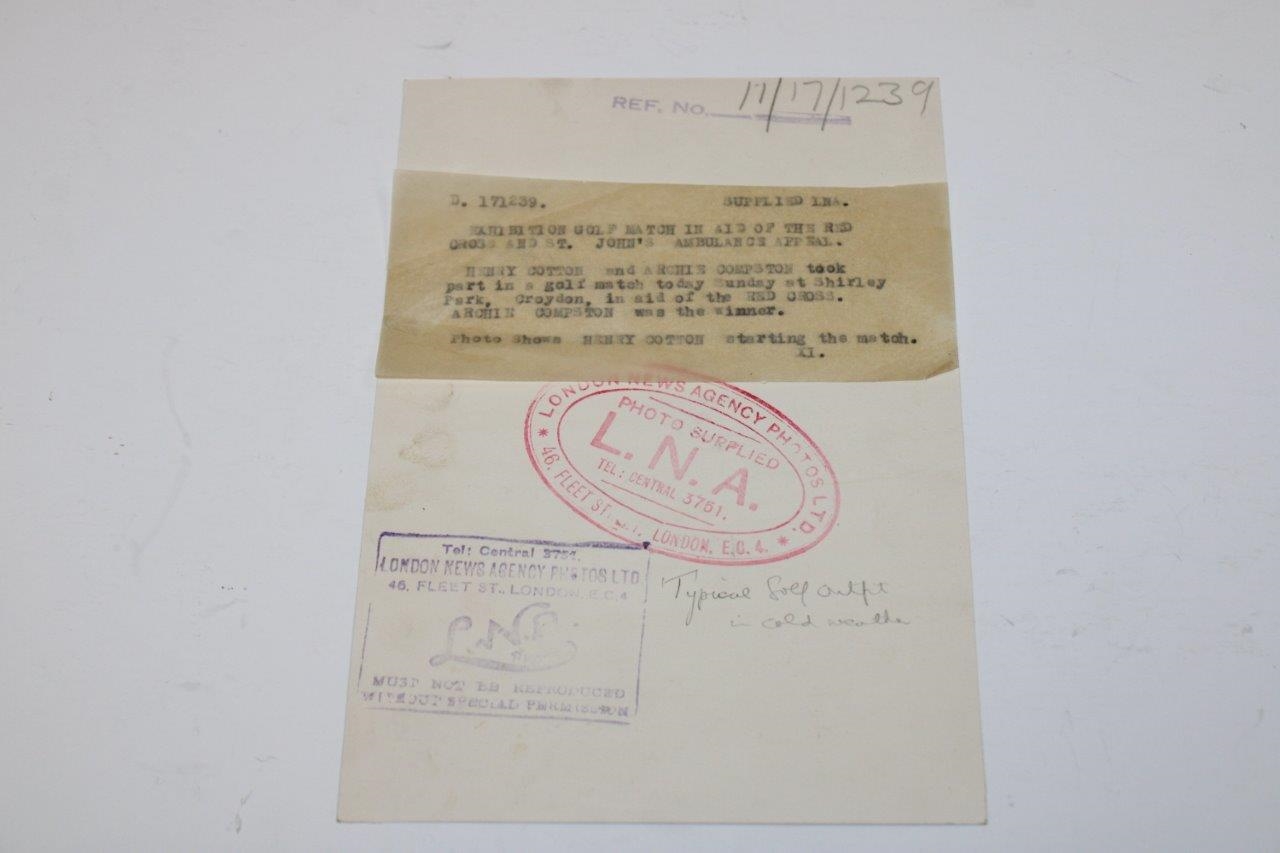 REF. No. 11/17/1239
D. 171239. SUPPLIED LNA.
EXHIBITION GOLF MATCH IN AID OF THE RED
CROSS AND ST. JOHN'S AMBULANCE APPEAL.
HENRY COTTON and ARCHIE COMPSTON took
part in a golf match today Sunday at Shirley
Park, Croydon, in aid of the RED CROSS.
ARCHIE COMPSTON was the winner.
Photo Shows HENRY COTTON starting the match.
XI.
* LONDON NEWS AGENCY PHOTOS LTD. *
PHOTO SUPPLIED
L.N.A.
TEL: CENTRAL 3751.
46, FLEET ST. LONDON, E.C.4.
Tel: Central 3751.
LONDON NEWS AGENCY PHOTOS LTD
46, FLEET ST., LONDON, E.C.4
MUST NOT BE REPRODUCED
WITHOUT SPECIAL PERMISSION
Typical Golf outfit
in cold weather